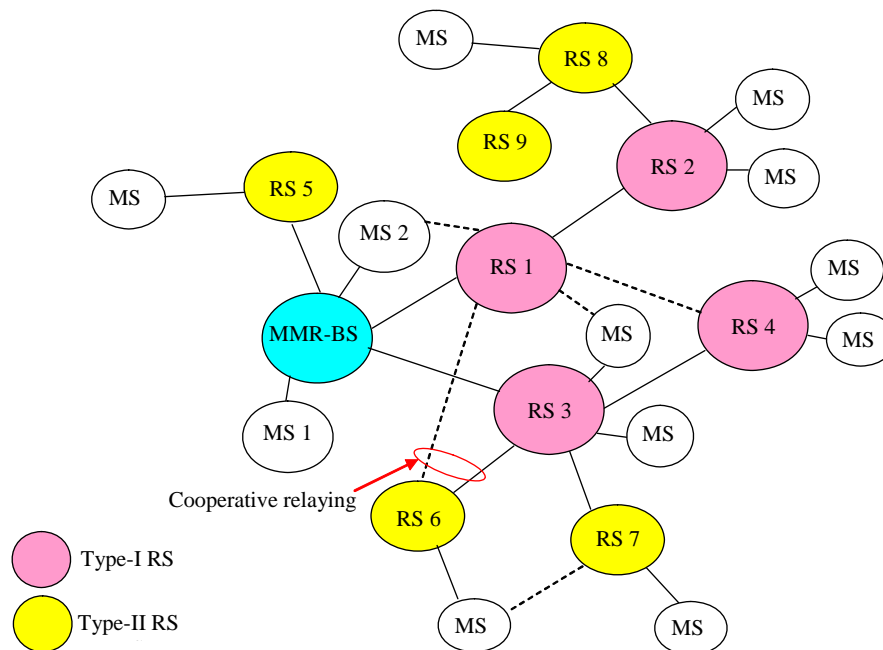 MS
RS 8
MS
RS 9
RS 2
MS
RS 5
MS
MS 2
RS 1
MS
MMR-BS
MS
RS 4
MS
RS 3
MS 1
MS
Cooperative relaying
RS 6
RS 7
Type-I RS
Type-II RS
MS
MS